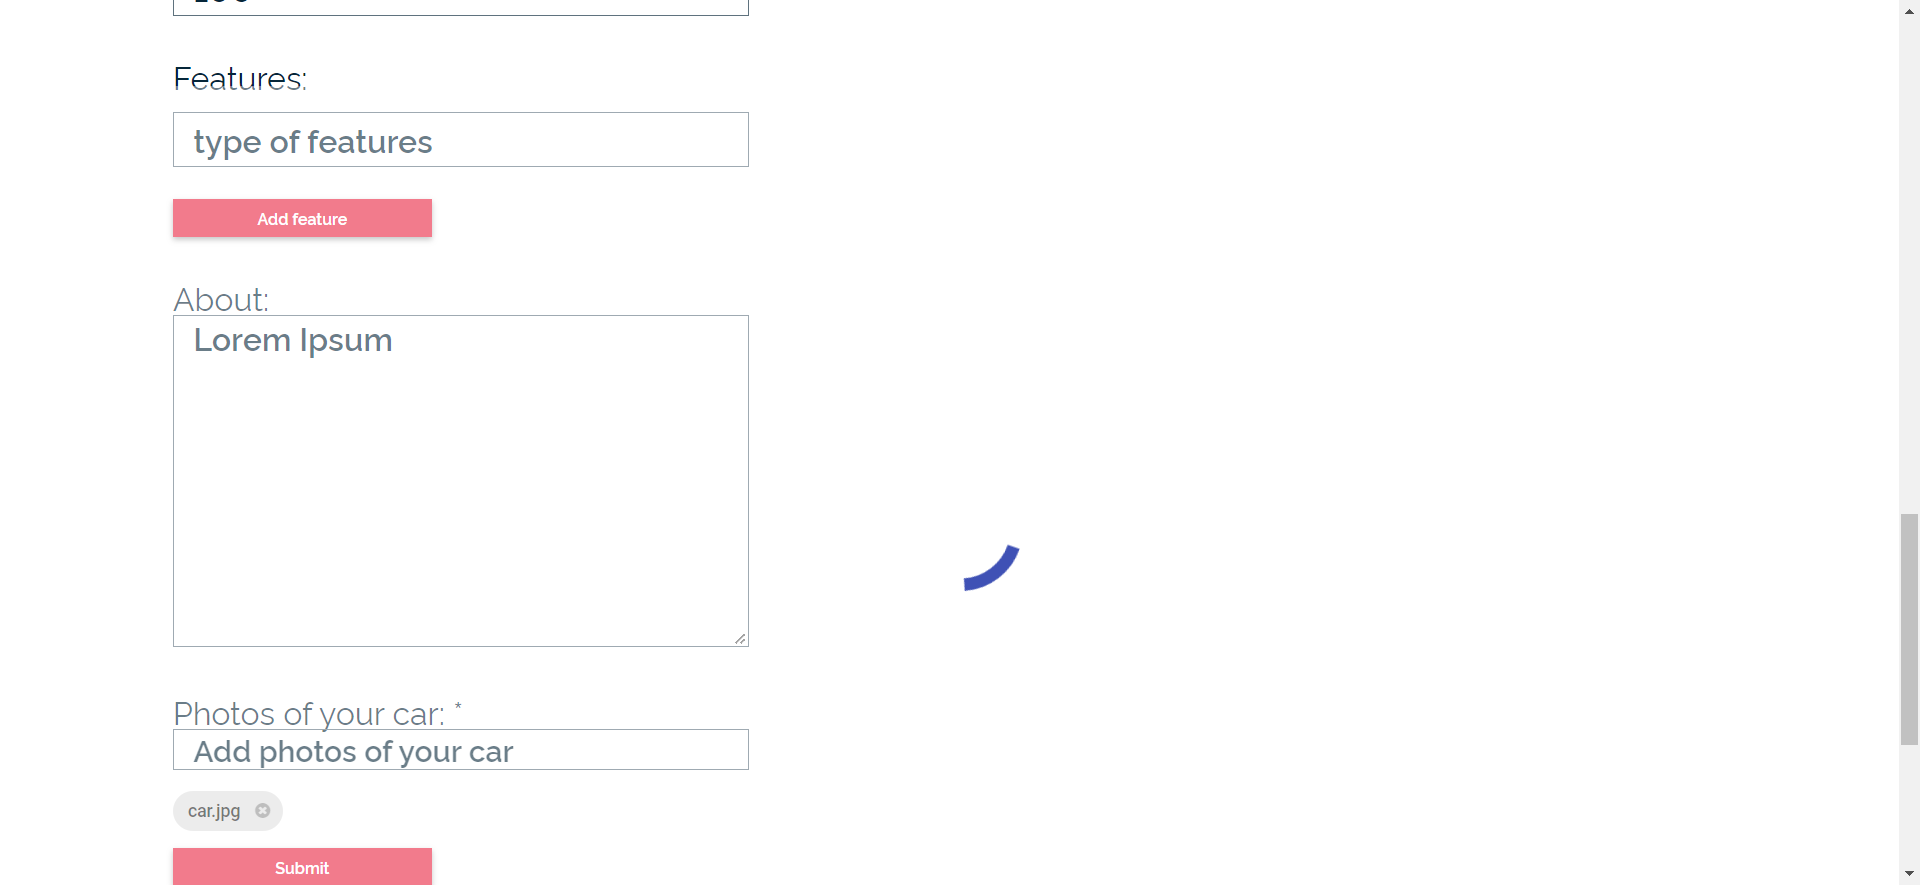 Features:
type of features
Add feature
About:
Lorem Ipsum
Photos of your car: *
Add photos of your car
car.jpg
Submit